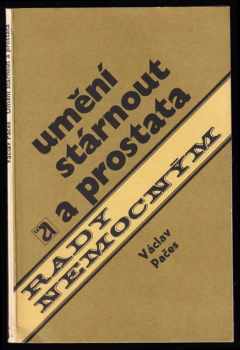 umění
stárnout
a prostata
RADY
NEMOCNÝM
Václav
Pačes